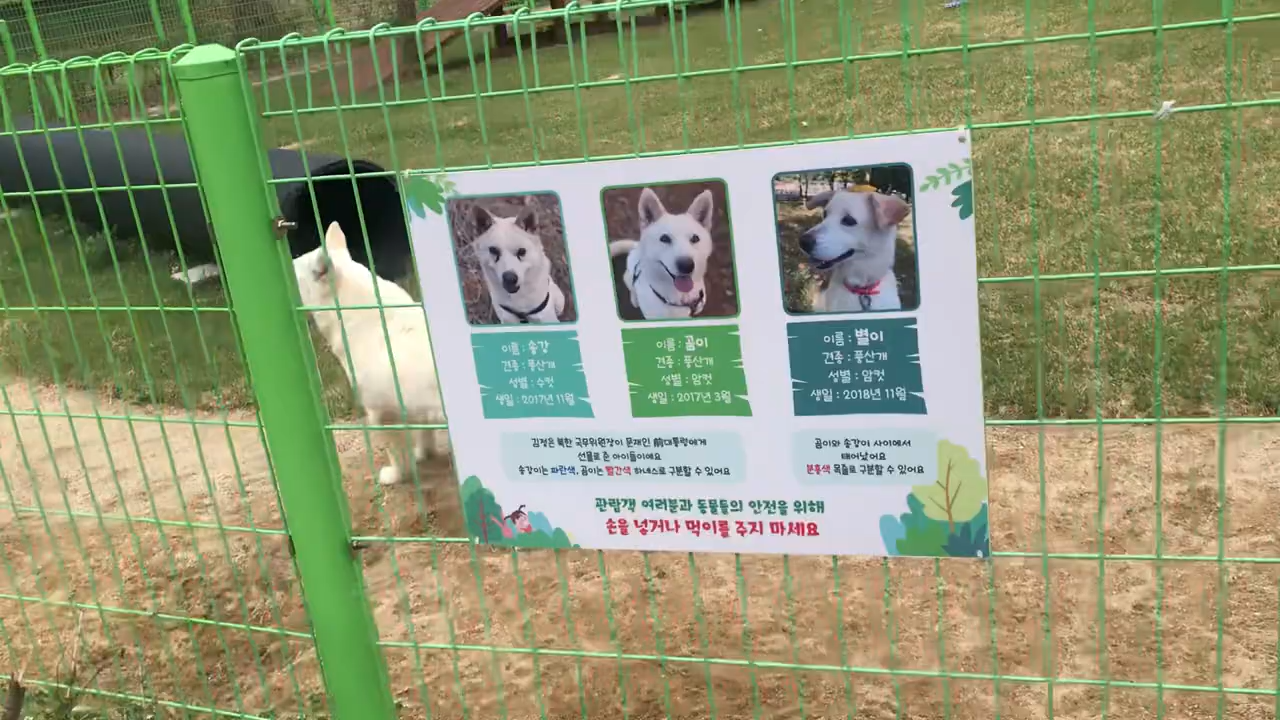 이름 : 송강
견종 : 풍산개
성별 : 수컷
생일 : 2017년 11월
이름 : 곰이
견종 : 풍산개
성별 : 암컷
생일 : 2017년 3월
이름 : 별이
견종 : 풍산개
성별 : 암컷
생일 : 2018년 11월
김정은 북한 국무위원장이 문재인 前대통령에게
선물로 준 아이들이에요
송강이는 파란색, 곰이는 빨간색 하네스로 구분할 수 있어요
곰이와 송강이 사이에서
태어났어요
분홍색 목줄로 구분할 수 있어요
관람객 여러분과 동물들의 안전을 위해
손을 넣거나 먹이를 주지 마세요